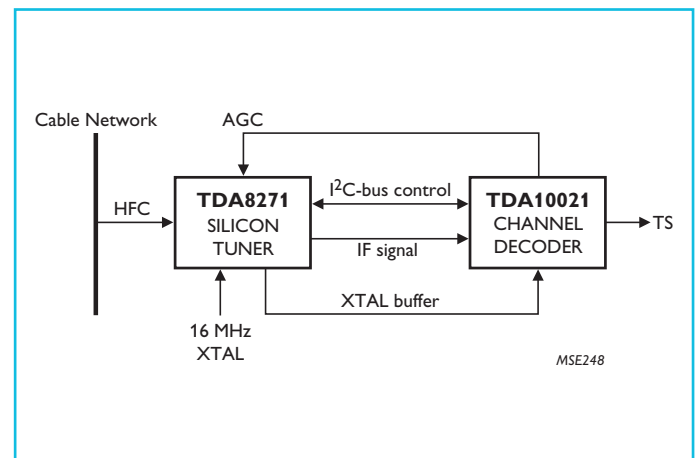 Cable Network
AGC
HFC
TDA8271
SILICON
TUNER
I²C-bus control
IF signal
TDA10021
CHANNEL
DECODER
TS
XTAL buffer
16 MHz
XTAL
MSE248